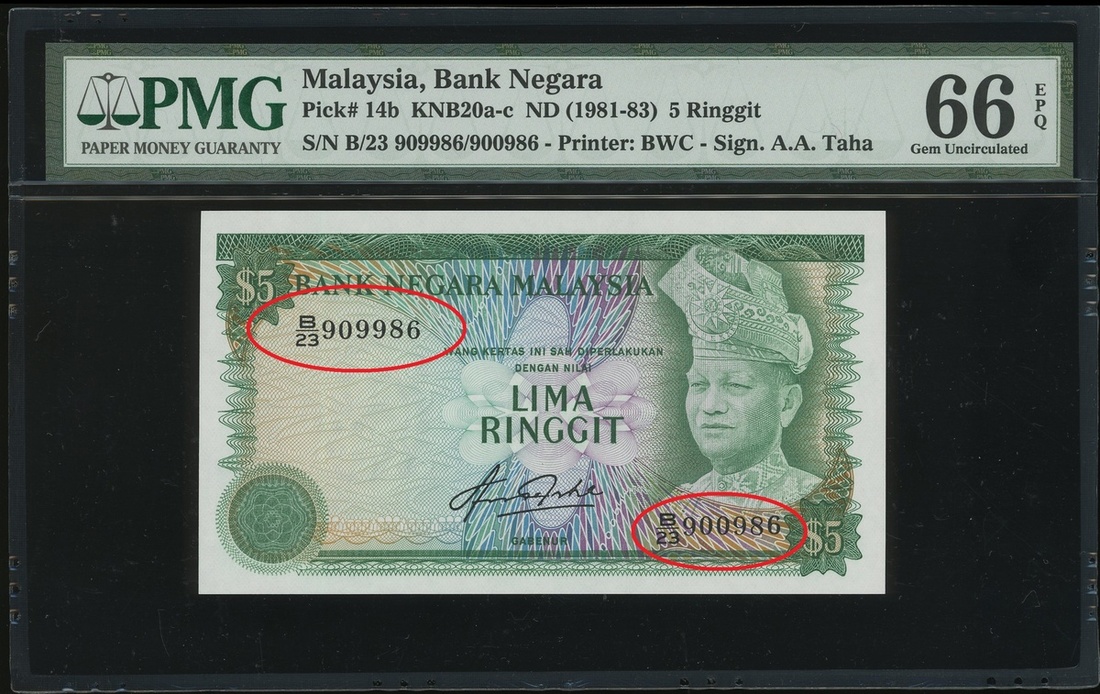 PMG
PAPER MONEY GUARANTY
Malaysia, Bank Negara
Pick# 14b KNB20a-c ND (1981-83) 5 Ringgit
S/N B/23 909986/900986 - Printer: BWC - Sign. A.A. Taha
66 EPQ
Gem Uncirculated
$5 BANK NEGARA MALAYSIA
B/23 909986
WANG KERTAS INI SAH DIPERLAKUKAN
DENGAN NILAI
LIMA
RINGGIT
GABENUR
B/23 900986
$5